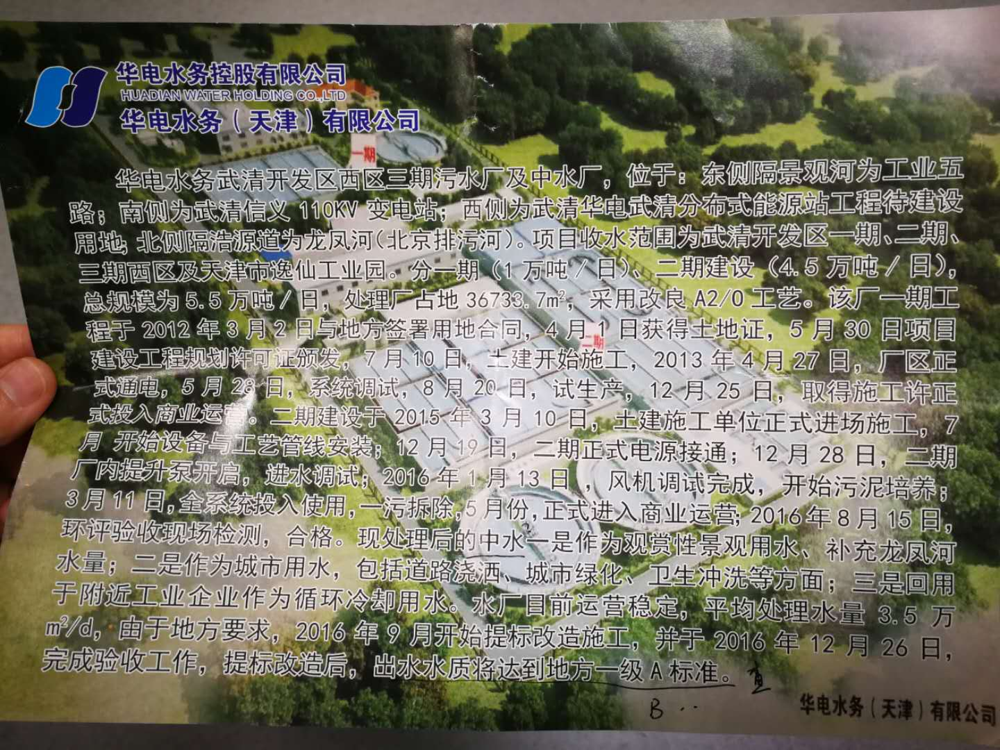 华电水务控股有限公司
HUADIAN WATER HOLDING CO.,LTD
华电水务（天津）有限公司
一期
华电水务武清开发区西区三期污水厂及中水厂，位于：东侧隔景观河为工业五
路；南侧为武清信义 110KV 变电站；西侧为武清华电武清分布式能源站工程待建设
用地；北侧隔浩源道为龙凤河（北京排污河）。项目收水范围为武清开发区一期、二期、
三期西区及天津市逸仙工业园。分一期（1 万吨／日）、二期建设（4.5 万吨／日），
总规模为 5.5 万吨／日，处理厂占地 36733.7m²，采用改良 A2/O 工艺。该厂一期工
程于 2012 年 3 月 2 日与地方签署用地合同，4 月 1 日获得土地证，5 月 30 日项目
二期
建设工程规划许可证颁发，7 月 10 日，土建开始施工，2013 年 4 月 27 日，厂区正
式通电，5 月 28 日，系统调试，8 月 20 日，试生产，12 月 25 日，取得施工许正
式投入商业运营。二期建设于 2015 年 3 月 10 日，土建施工单位正式进场施工，7
月 开始设备与工艺管线安装；12 月 19 日，二期正式电源接通；12 月 28 日，二期
厂内提升泵开启，进水调试；2016 年 1 月 13 日 ，风机调试完成，开始污泥培养；
3 月 11 日，全系统投入使用，一污拆除，5 月份，正式进入商业运营；2016 年 8 月 15 日，
环评验收现场检测，合格。现处理后的中水一是作为观赏性景观用水、补充龙凤河
水量；二是作为城市用水，包括道路浇洒、城市绿化、卫生冲洗等方面；三是回用
于附近工业企业作为循环冷却用水。水厂目前运营稳定，平均处理水量 3.5 万
m²/d，由于地方要求，2016 年 9 月开始提标改造施工，并于 2016 年 12 月 26 日，
完成验收工作，提标改造后，出水水质将达到地方一级 A 标准。
B
华电水务（天津）有限公司